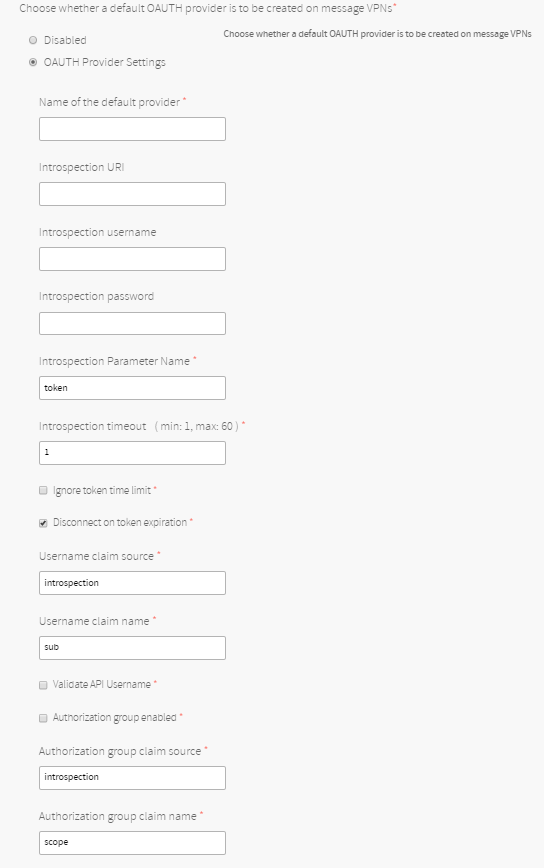 Choose whether a default OAUTH provider is to be created on message VPNs*
Disabled
Choose whether a default OAUTH provider is to be created on message VPNs
OAUTH Provider Settings
Name of the default provider *
Introspection URI
Introspection username
Introspection password
Introspection Parameter Name *
token
Introspection timeout ( min: 1, max: 60 ) *
1
Ignore token time limit *
Disconnect on token expiration *
Username claim source *
introspection
Username claim name *
sub
Validate API Username *
Authorization group enabled *
Authorization group claim source *
introspection
Authorization group claim name *
scope